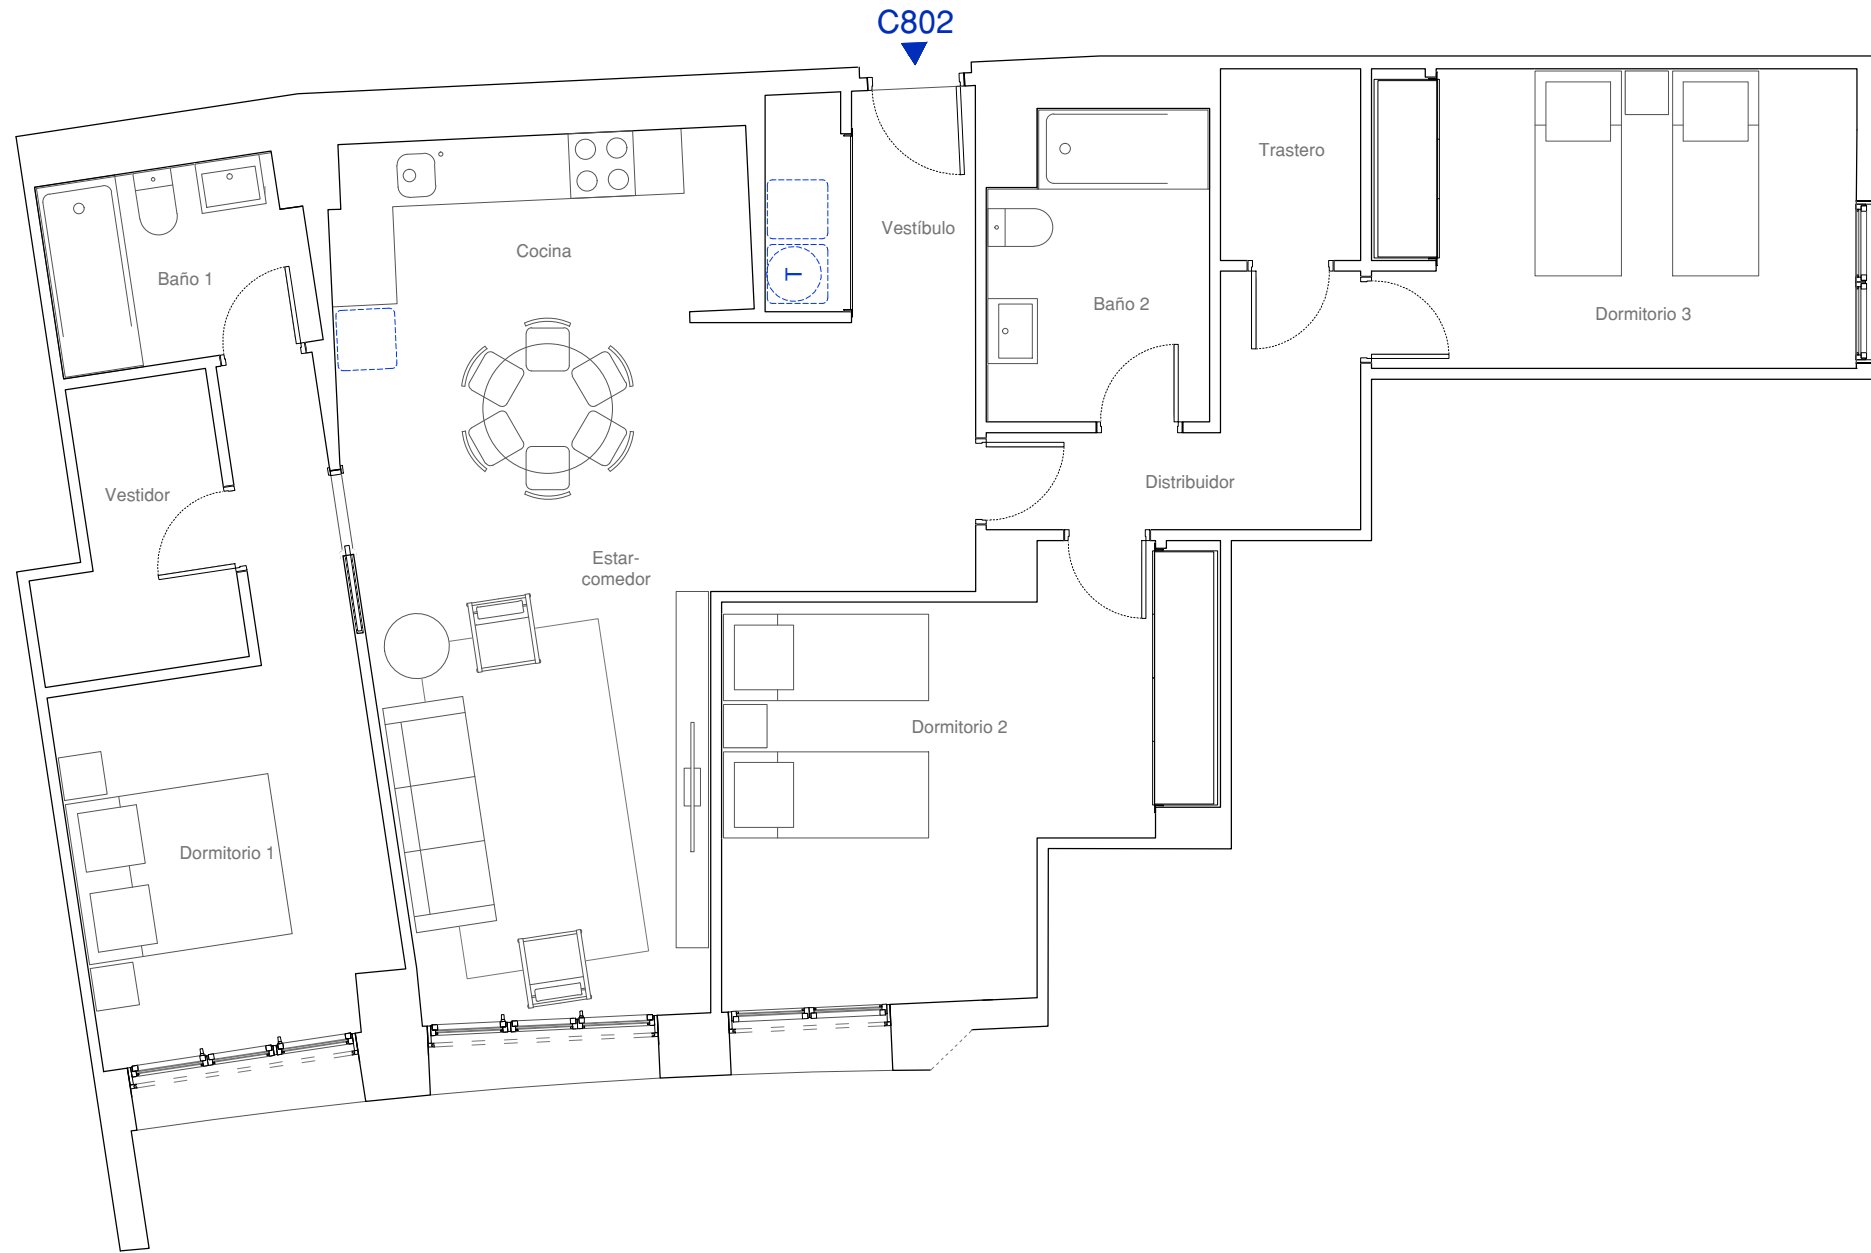 C802
Trastero
Vestíbulo
Cocina
Baño 1
T
Baño 2
Dormitorio 3
Vestidor
Distribuidor
Estar-
comedor
Dormitorio 2
Dormitorio 1